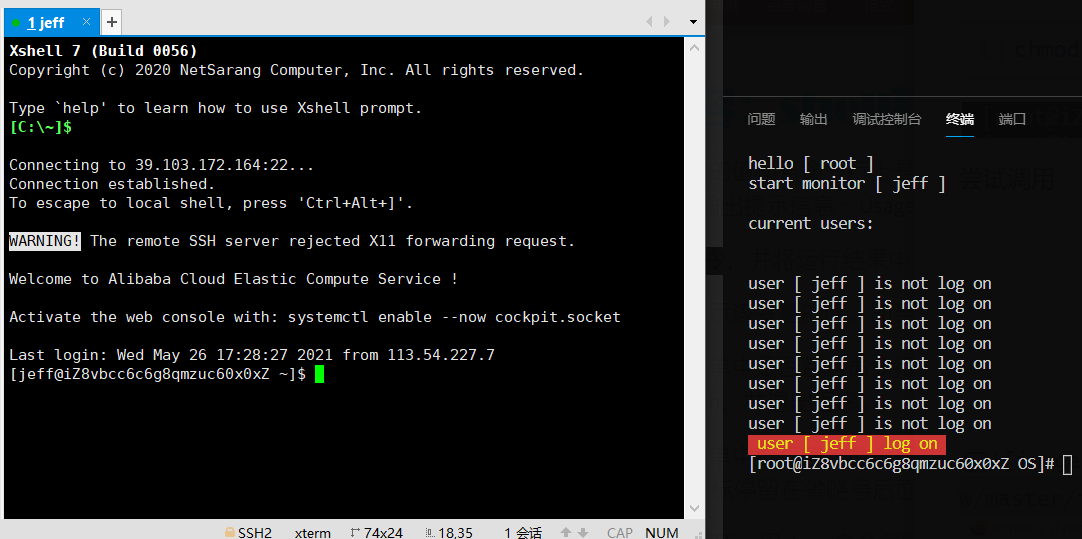 1 jeff
Xshell 7 (Build 0056)
Copyright (c) 2020 NetSarang Computer, Inc. All rights reserved.
Type `help' to learn how to use Xshell prompt.
[C:\~]$
Connecting to 39.103.172.164:22...
Connection established.
To escape to local shell, press 'Ctrl+Alt+]'.
WARNING! The remote SSH server rejected X11 forwarding request.
Welcome to Alibaba Cloud Elastic Compute Service !
Activate the web console with: systemctl enable --now cockpit.socket
Last login: Wed May 26 17:28:27 2021 from 113.54.227.7
[jeff@iZ8vbcc6c6g8qmzuc60x0xZ ~]$
SSH2 xterm 74x24 18,35 1 会话 CAP NUM
chmod
问题 输出 调试控制台 终端 端口
hello [ root ]
start monitor [ jeff ]
尝试调用
current users:
user [ jeff ] is not log on
user [ jeff ] is not log on
user [ jeff ] is not log on
user [ jeff ] is not log on
user [ jeff ] is not log on
user [ jeff ] is not log on
user [ jeff ] is not log on
user [ jeff ] is not log on
user [ jeff ] log on
[root@iZ8vbcc6c6g8qmzuc60x0xZ OS]#